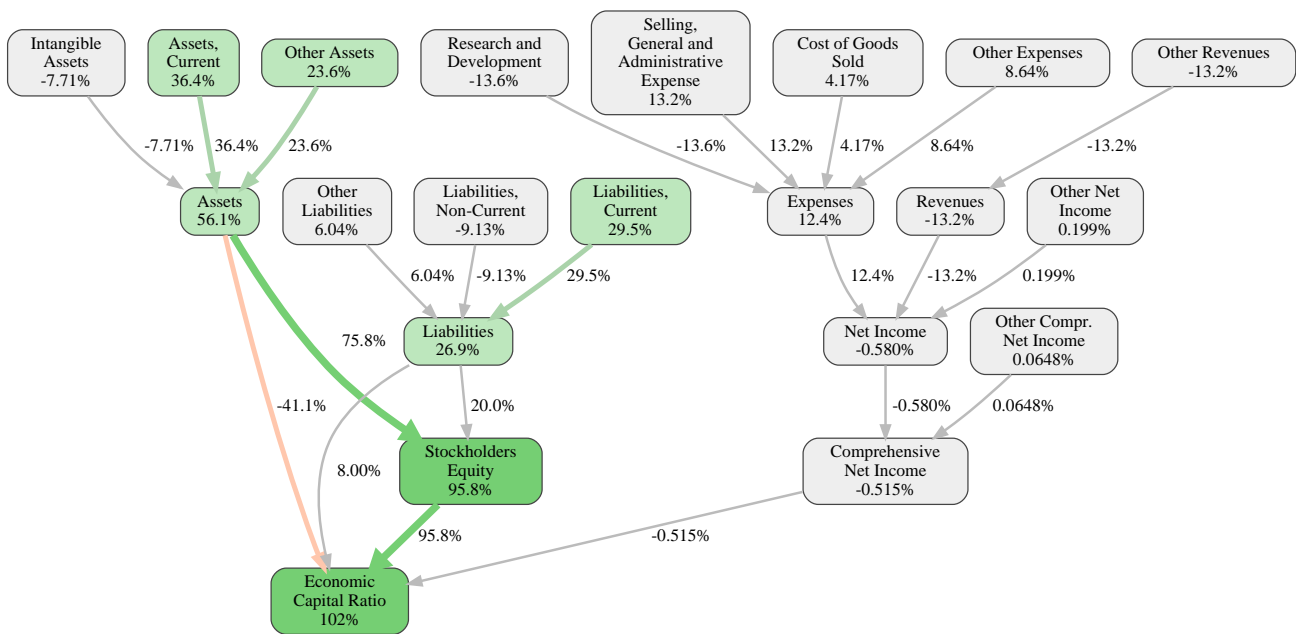 Intangible
Assets
-7.71%
Assets,
Current
36.4%
Other Assets
23.6%
Research and
Development
-13.6%
Selling,
General and
Administrative
Expense
13.2%
Cost of Goods
Sold
4.17%
Other Expenses
8.64%
Other Revenues
-13.2%
-7.71%
36.4%
23.6%
-13.6%
13.2%
4.17%
8.64%
-13.2%
Assets
56.1%
Other
Liabilities
6.04%
Liabilities,
Non-Current
-9.13%
Liabilities,
Current
29.5%
Expenses
12.4%
Revenues
-13.2%
Other Net
Income
0.199%
6.04%
-9.13%
29.5%
12.4%
-13.2%
0.199%
75.8%
Liabilities
26.9%
Net Income
-0.580%
Other Compr.
Net Income
0.0648%
-41.1%
20.0%
-0.580%
0.0648%
8.00%
Stockholders
Equity
95.8%
Comprehensive
Net Income
-0.515%
95.8%
-0.515%
Economic
Capital Ratio
102%